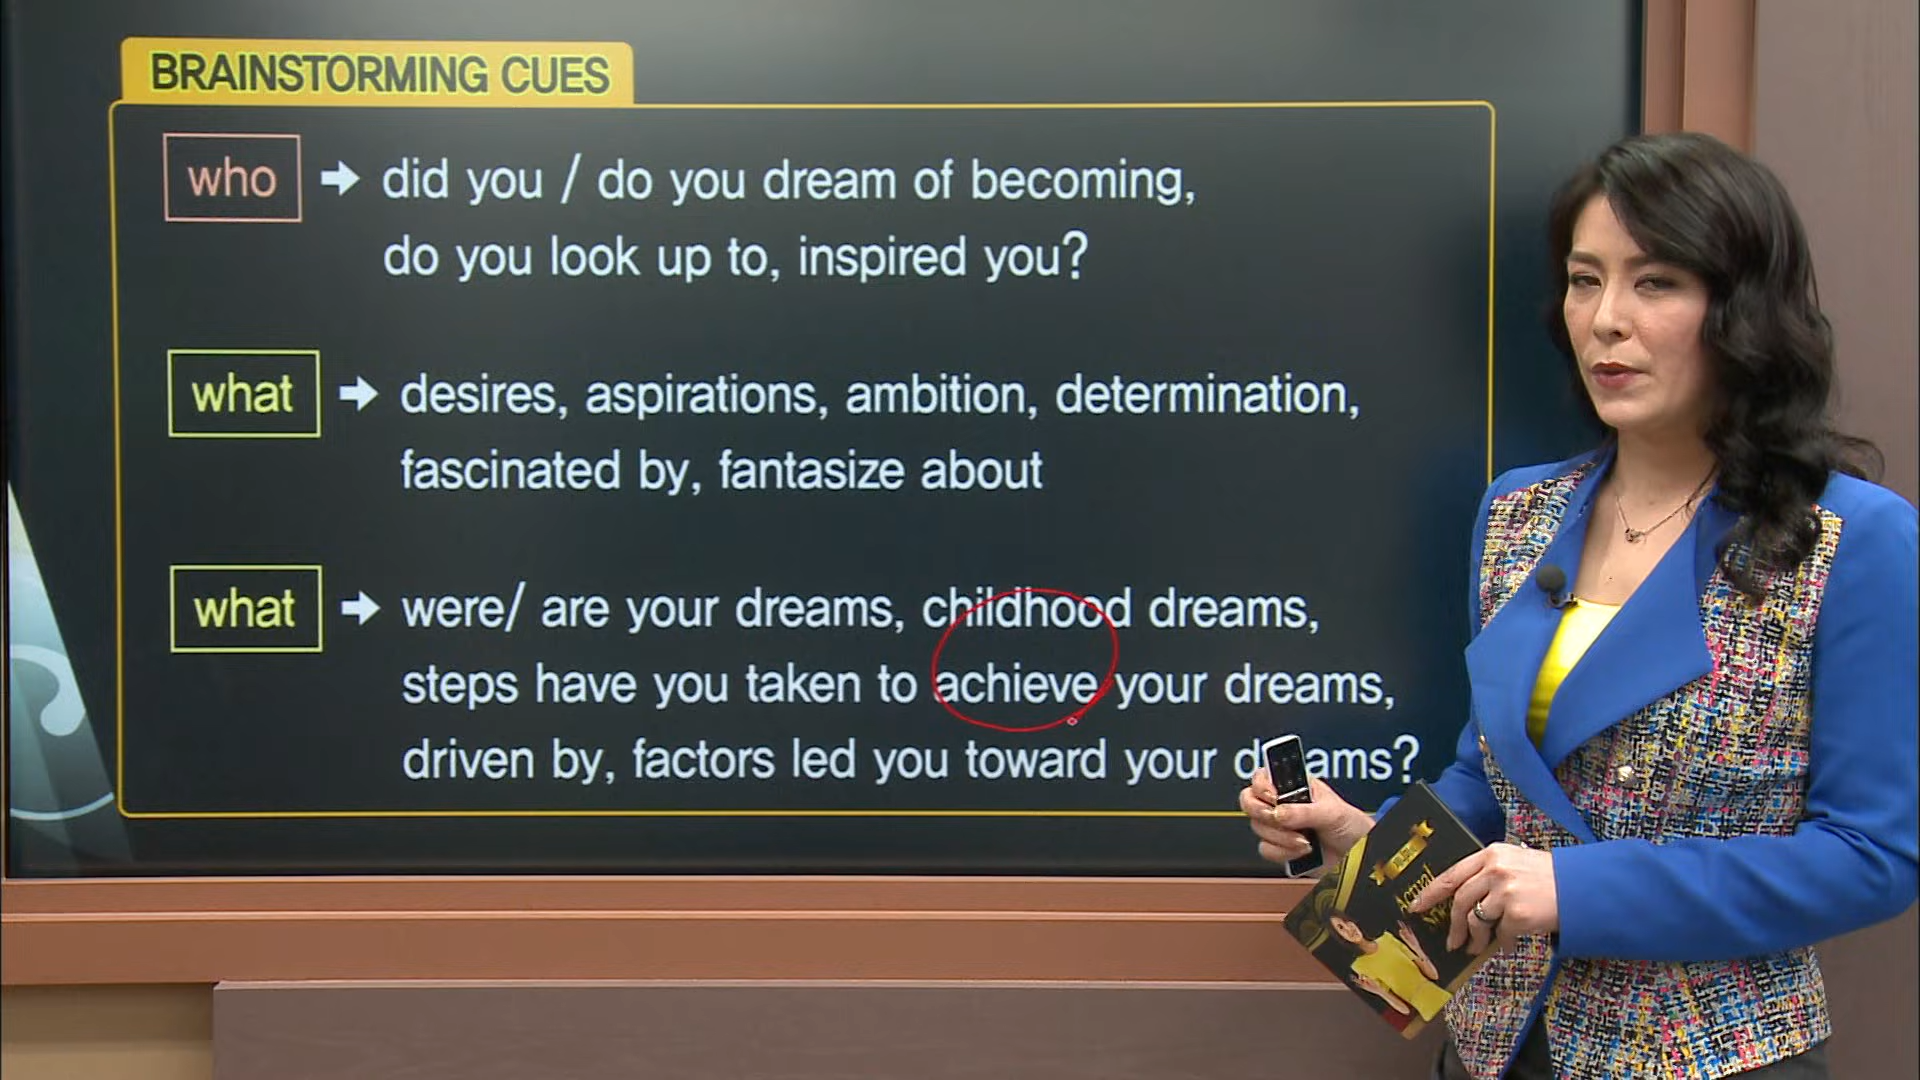 BRAINSTORMING CUES
who → did you / do you dream of becoming,
do you look up to, inspired you?
what → desires, aspirations, ambition, determination,
fascinated by, fantasize about
what → were/ are your dreams, childhood dreams,
steps have you taken to achieve your dreams,
driven by, factors led you toward your dreams?
Actual